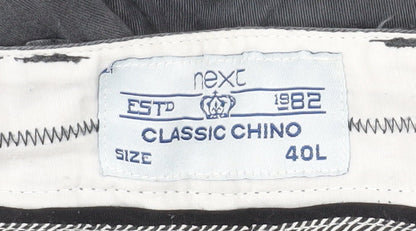 next
ESTD 1982
CLASSIC CHINO
SIZE 40L